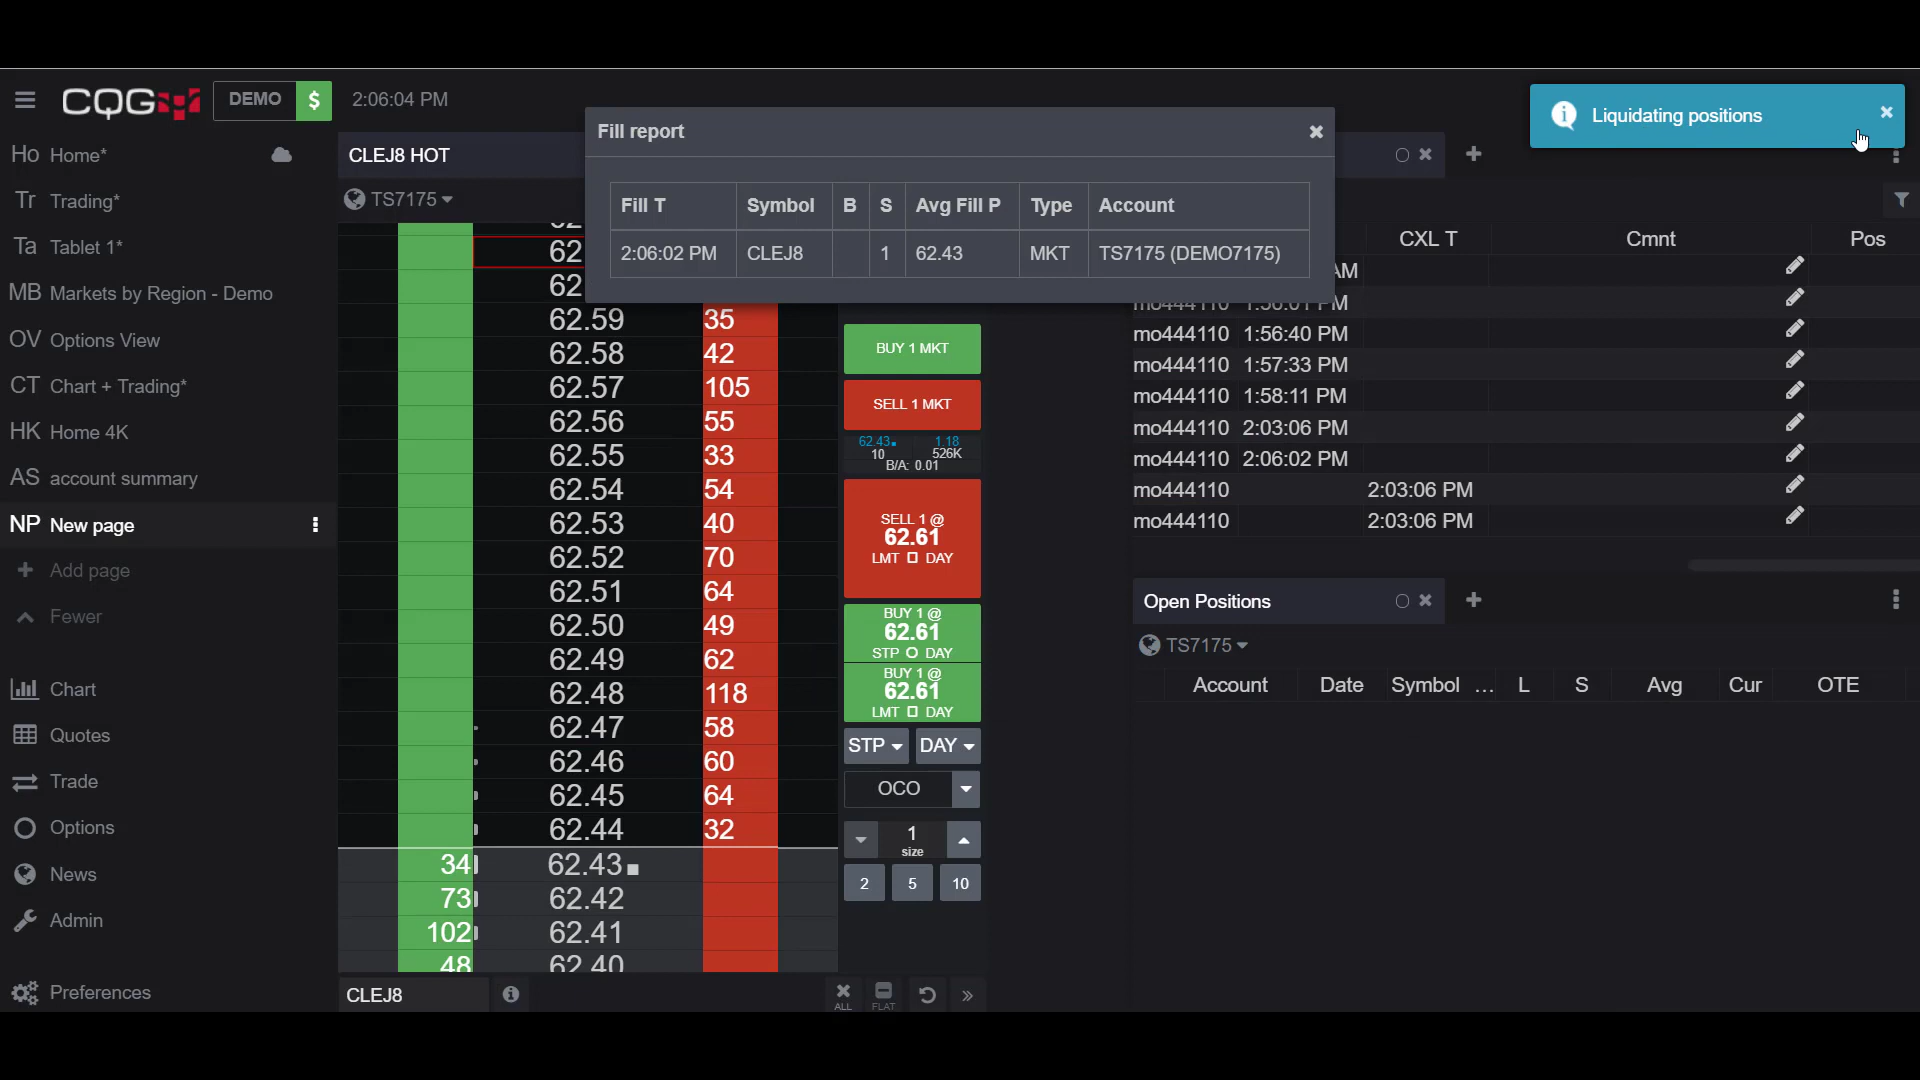 CQG DEMO $ 2:06:04 PM
Liquidating positions
Fill report
Fill T Symbol B S Avg Fill P Type Account
2:06:02 PM CLEJ8 1 62.43 MKT TS7175 (DEMO7175)
Ho Home*
Tr Trading*
Ta Tablet 1*
MB Markets by Region - Demo
OV Options View
CT Chart + Trading*
HK Home 4K
AS account summary
NP New page
Add page
Fewer
Chart
Quotes
Trade
Options
News
Admin
Preferences
CLEJ8 HOT
TS7175
62
62
62.59 35
62.58 42
62.57 105
62.56 55
62.55 33
62.54 54
62.53 40
62.52 70
62.51 64
62.50 49
62.49 62
62.48 118
62.47 58
62.46 60
62.45 64
62.44 32
34 62.43
73 62.42
102 62.41
48 62.40
CLEJ8
ALL FLAT
BUY 1 MKT
SELL 1 MKT
62.43 1.18
10 526K
B/A: 0.01
SELL 1 @
62.61
LMT DAY
BUY 1 @
62.61
STP DAY
BUY 1 @
62.61
LMT DAY
STP DAY
OCO
1
size
2 5 10
CXL T Cmnt Pos
AM
mo444110 1:56:01 PM
mo444110 1:56:40 PM
mo444110 1:57:33 PM
mo444110 1:58:11 PM
mo444110 2:03:06 PM
mo444110 2:06:02 PM
mo444110 2:03:06 PM
mo444110 2:03:06 PM
Open Positions
TS7175
Account Date Symbol ... L S Avg Cur OTE